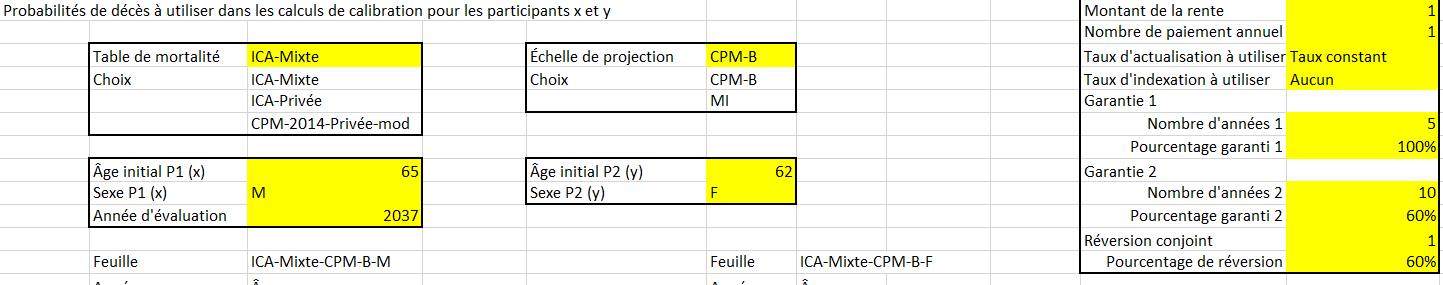 Probabilités de décès à utiliser dans les calculs de calibration pour les participants x et y
Table de mortalité ICA-Mixte
Choix ICA-Mixte
ICA-Privée
CPM-2014-Privée-mod
Échelle de projection CPM-B
Choix CPM-B
MI
Âge initial P1 (x) 65
Sexe P1 (x) M
Année d'évaluation 2037
Âge initial P2 (y) 62
Sexe P2 (y) F
Feuille ICA-Mixte-CPM-B-M
Feuille ICA-Mixte-CPM-B-F
Montant de la rente 1
Nombre de paiement annuel 1
Taux d'actualisation à utiliser Taux constant
Taux d'indexation à utiliser Aucun
Garantie 1
Nombre d'années 1 5
Pourcentage garanti 1 100%
Garantie 2
Nombre d'années 2 10
Pourcentage garanti 2 60%
Réversion conjoint 1
Pourcentage de réversion 60%